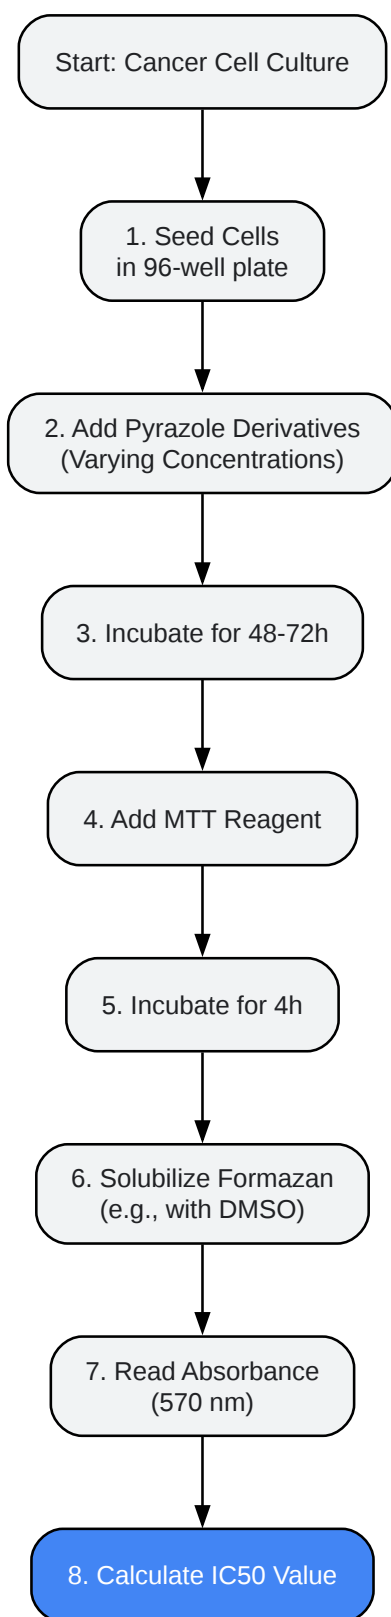 Start: Cancer Cell Culture
1. Seed Cells
in 96-well plate
2. Add Pyrazole Derivatives
(Varying Concentrations)
3. Incubate for 48-72h
4. Add MTT Reagent
5. Incubate for 4h
6. Solubilize Formazan
(e.g., with DMSO)
7. Read Absorbance
(570 nm)
8. Calculate IC50 Value